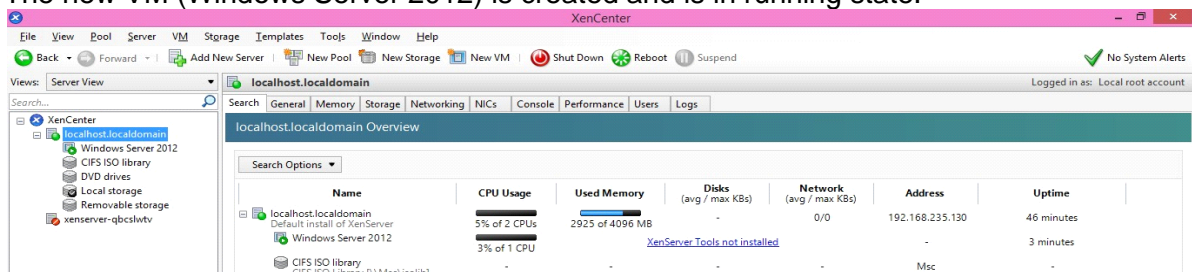 The new VM (Windows Server 2012) is created and is in running state.
XenCenter
File View Pool Server VM Storage Templates Tools Window Help
Back Forward Add New Server New Pool New Storage New VM Shut Down Reboot Suspend No System Alerts
Views: Server View localhost.localdomain Logged in as: Local root account
Search... Search General Memory Storage Networking NICs Console Performance Users Logs
XenCenter
localhost.localdomain
Windows Server 2012
CIFS ISO library
DVD drives
Local storage
Removable storage
xenserver-qbcslwtv
localhost.localdomain Overview
Search Options
Name CPU Usage Used Memory Disks (avg / max KBs) Network (avg / max KBs) Address Uptime
localhost.localdomain
Default install of XenServer 5% of 2 CPUs 2925 of 4096 MB - 0/0 192.168.235.130 46 minutes
Windows Server 2012 3% of 1 CPU XenServer Tools not installed - 3 minutes
CIFS ISO library - - - - Msc -
CIFS ISO Library